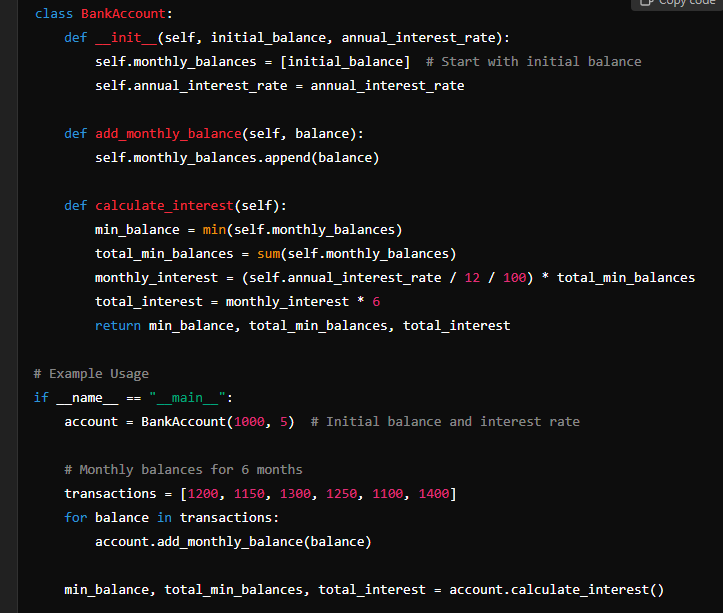 Copy code
class BankAccount:
    def __init__(self, initial_balance, annual_interest_rate):
        self.monthly_balances = [initial_balance]  # Start with initial balance
        self.annual_interest_rate = annual_interest_rate

    def add_monthly_balance(self, balance):
        self.monthly_balances.append(balance)

    def calculate_interest(self):
        min_balance = min(self.monthly_balances)
        total_min_balances = sum(self.monthly_balances)
        monthly_interest = (self.annual_interest_rate / 12 / 100) * total_min_balances
        total_interest = monthly_interest * 6
        return min_balance, total_min_balances, total_interest

# Example Usage
if __name__ == "__main__":
    account = BankAccount(1000, 5)  # Initial balance and interest rate

    # Monthly balances for 6 months
    transactions = [1200, 1150, 1300, 1250, 1100, 1400]
    for balance in transactions:
        account.add_monthly_balance(balance)

    min_balance, total_min_balances, total_interest = account.calculate_interest()